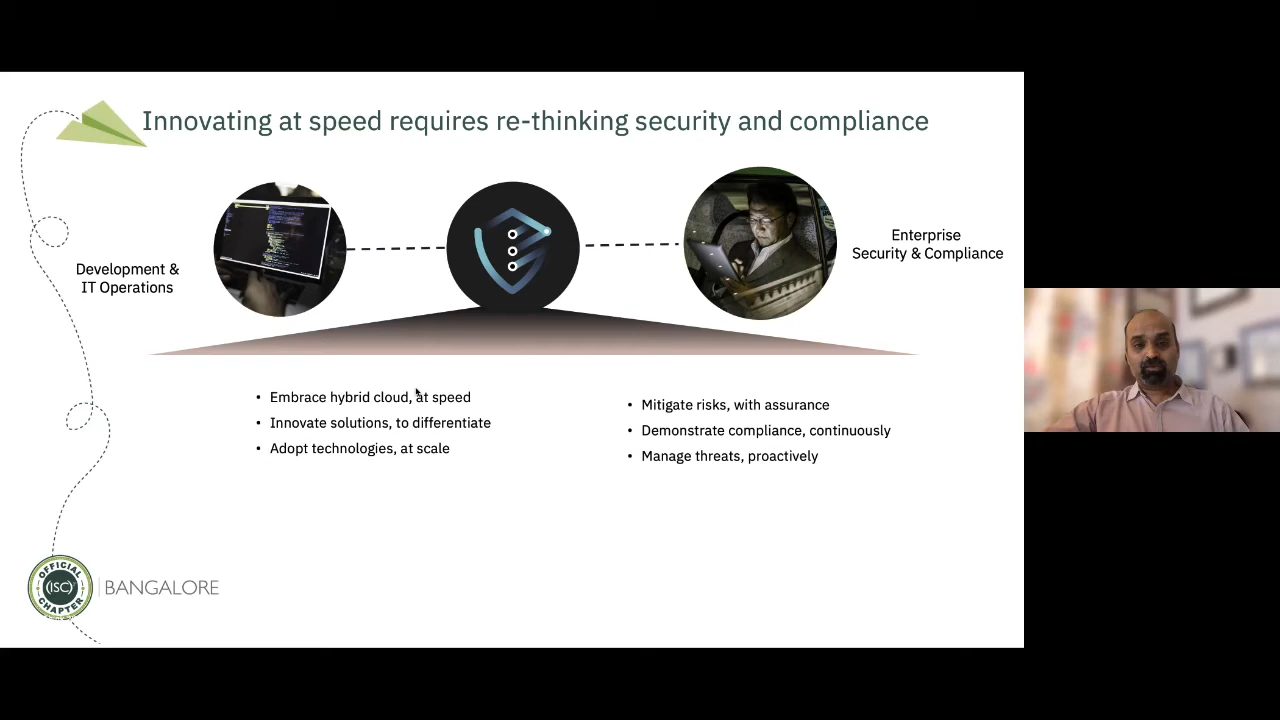 Innovating at speed requires re-thinking security and compliance
Development &
IT Operations
Enterprise
Security & Compliance
• Embrace hybrid cloud, at speed
• Innovate solutions, to differentiate
• Adopt technologies, at scale
• Mitigate risks, with assurance
• Demonstrate compliance, continuously
• Manage threats, proactively
OFFICIAL
(ISC)²
CHAPTER
BANGALORE